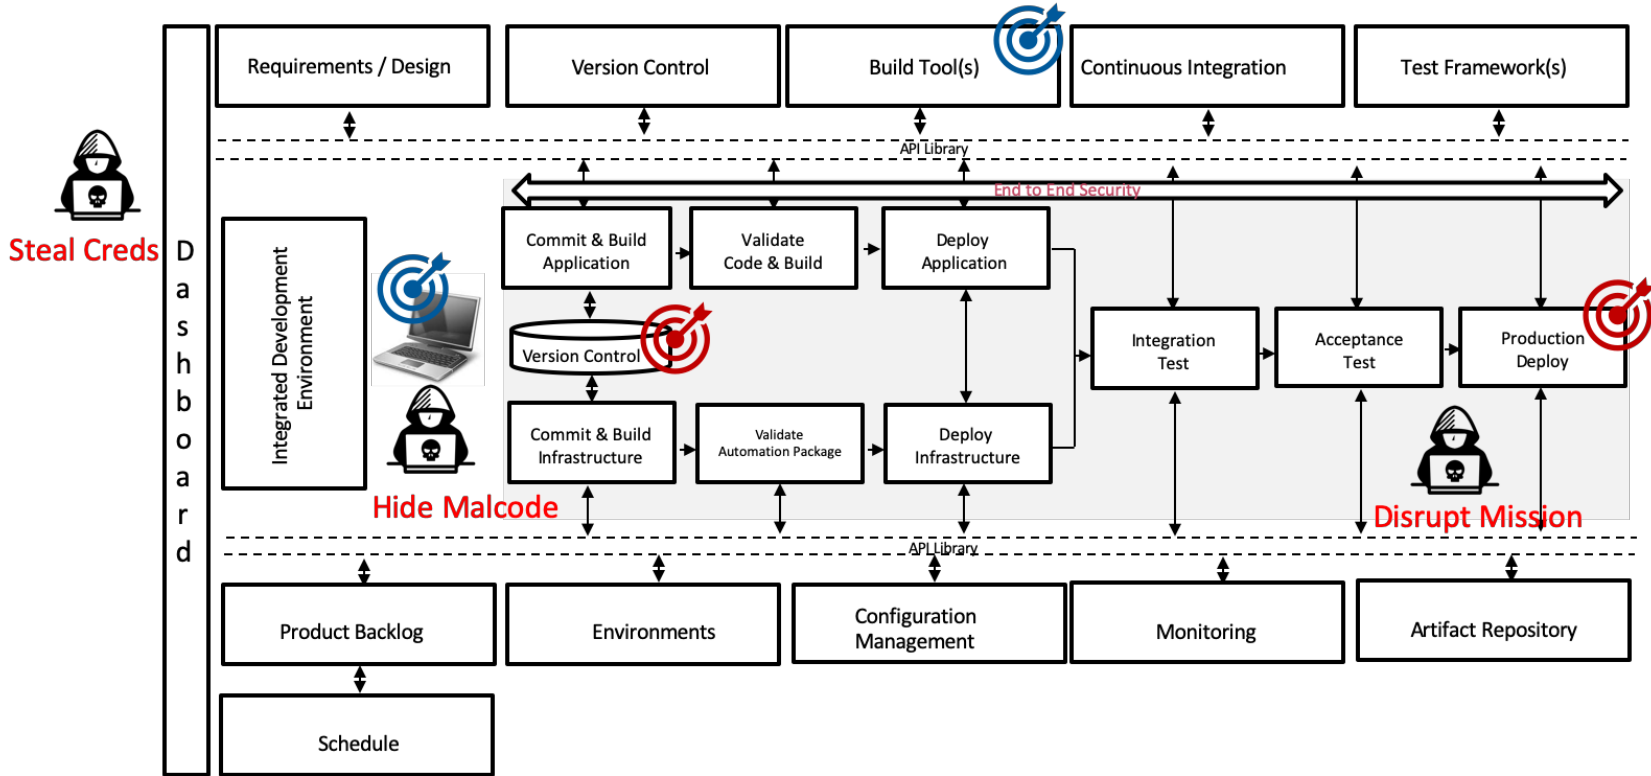 Requirements / Design
Version Control
Build Tool(s)
Continuous Integration
Test Framework(s)
API Library
End to End Security
Steal Creds
Dashboard
Integrated Development
Environment
Commit & Build
Application
Validate
Code & Build
Deploy
Application
Version Control
Integration
Test
Acceptance
Test
Production
Deploy
Commit & Build
Infrastructure
Validate
Automation Package
Deploy
Infrastructure
Hide Malcode
Disrupt Mission
API Library
Product Backlog
Environments
Configuration
Management
Monitoring
Artifact Repository
Schedule